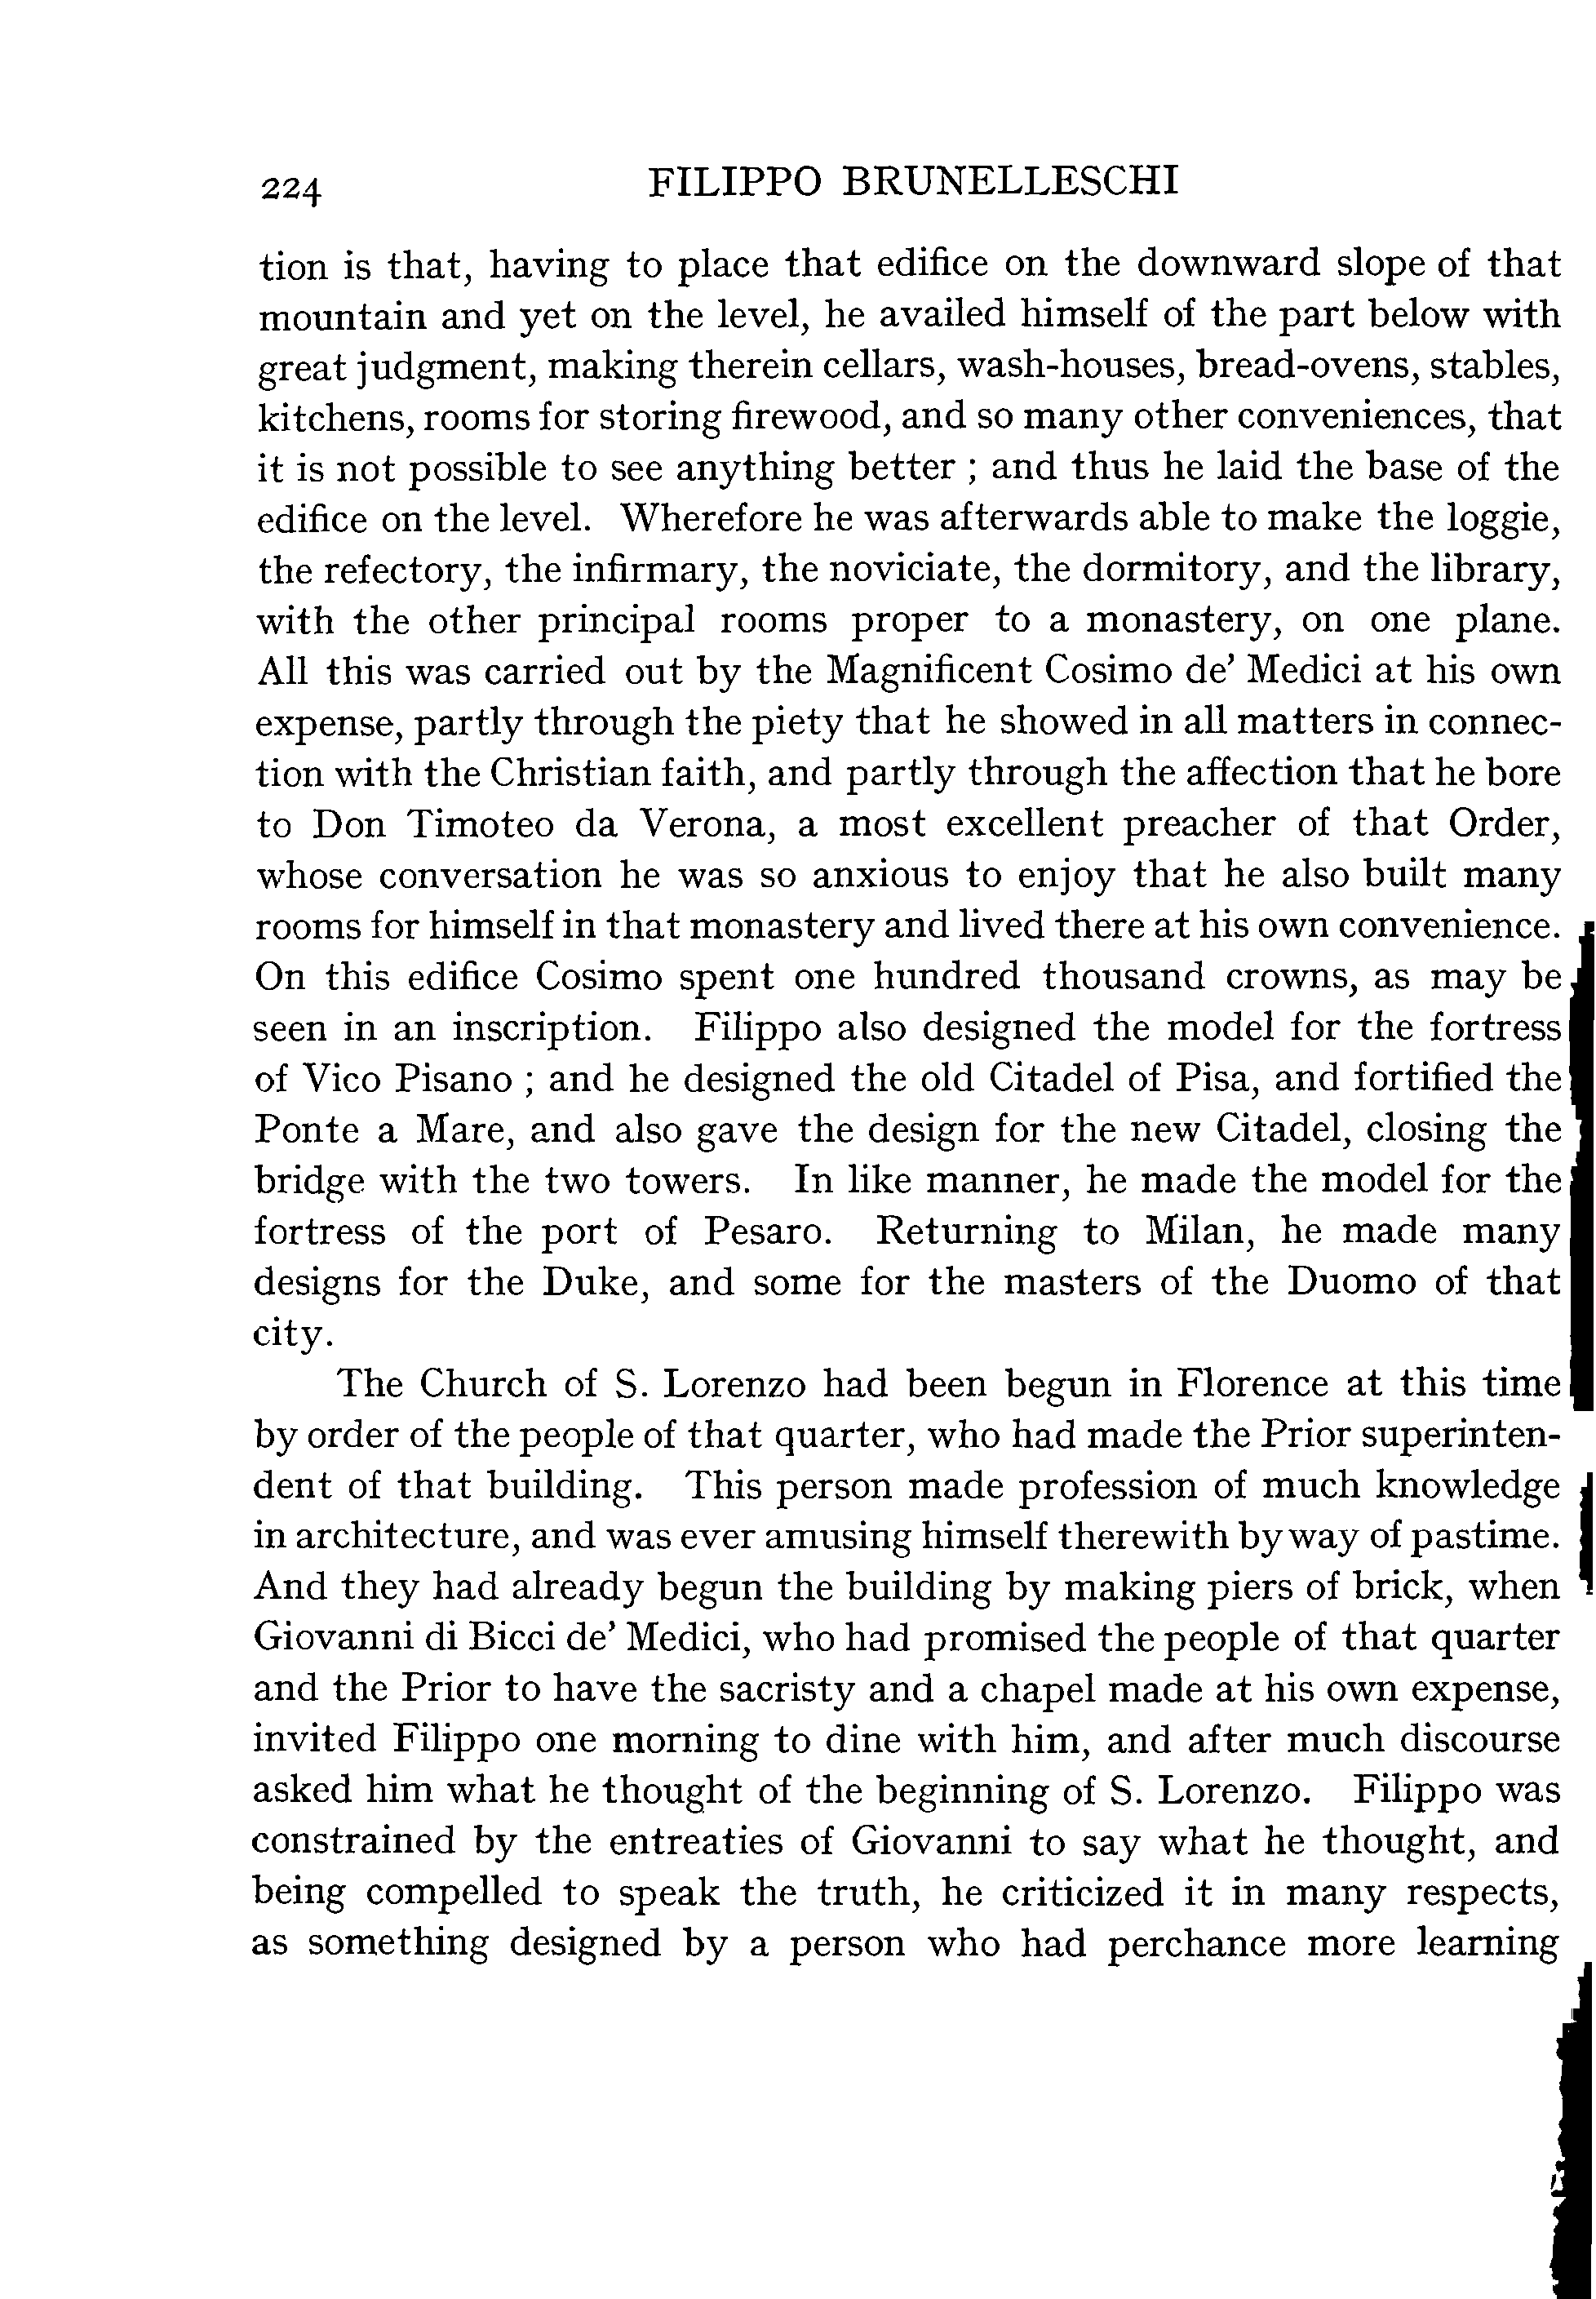 224 FILIPPO BRUNELLESCHI
tion is that, having to place that edifice on the downward slope of that
mountain and yet on the level, he availed himself of the part below with
great judgment, making therein cellars, wash-houses, bread-ovens, stables,
kitchens, rooms for storing firewood, and so many other conveniences, that
it is not possible to see anything better ; and thus he laid the base of the
edifice on the level. Wherefore he was afterwards able to make the loggie,
the refectory, the infirmary, the noviciate, the dormitory, and the library,
with the other principal rooms proper to a monastery, on one plane.
All this was carried out by the Magnificent Cosimo de' Medici at his own
expense, partly through the piety that he showed in all matters in connec-
tion with the Christian faith, and partly through the affection that he bore
to Don Timoteo da Verona, a most excellent preacher of that Order,
whose conversation he was so anxious to enjoy that he also built many
rooms for himself in that monastery and lived there at his own convenience.
On this edifice Cosimo spent one hundred thousand crowns, as may be
seen in an inscription. Filippo also designed the model for the fortress
of Vico Pisano ; and he designed the old Citadel of Pisa, and fortified the
Ponte a Mare, and also gave the design for the new Citadel, closing the
bridge with the two towers. In like manner, he made the model for the
fortress of the port of Pesaro. Returning to Milan, he made many
designs for the Duke, and some for the masters of the Duomo of that
city.
The Church of S. Lorenzo had been begun in Florence at this time
by order of the people of that quarter, who had made the Prior superinten-
dent of that building. This person made profession of much knowledge
in architecture, and was ever amusing himself therewith by way of pastime.
And they had already begun the building by making piers of brick, when
Giovanni di Bicci de' Medici, who had promised the people of that quarter
and the Prior to have the sacristy and a chapel made at his own expense,
invited Filippo one morning to dine with him, and after much discourse
asked him what he thought of the beginning of S. Lorenzo. Filippo was
constrained by the entreaties of Giovanni to say what he thought, and
being compelled to speak the truth, he criticized it in many respects,
as something designed by a person who had perchance more learning